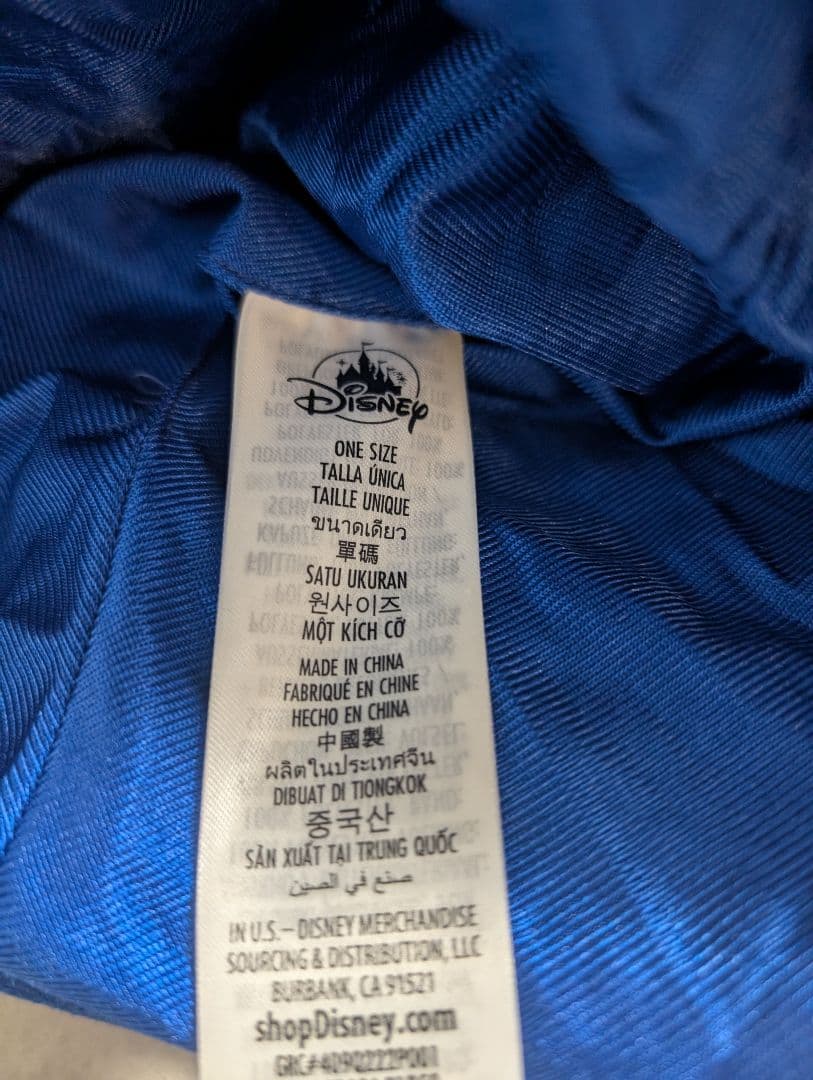 Disney
ONE SIZE
TALLA ÚNICA
TAILLE UNIQUE
ขนาดเดียว
單碼
SATU UKURAN
원사이즈
MỘT KÍCH CỠ
MADE IN CHINA
FABRIQUÉ EN CHINE
HECHO EN CHINA
中國製
ผลิตในประเทศจีน
DIBUAT DI TIONGKOK
중국산
SẢN XUẤT TẠI TRUNG QUỐC
صنع في الصين
IN U.S.– DISNEY MERCHANDISE
SOURCING & DISTRIBUTION, LLC
BURBANK, CA 91521
shopDisney.com